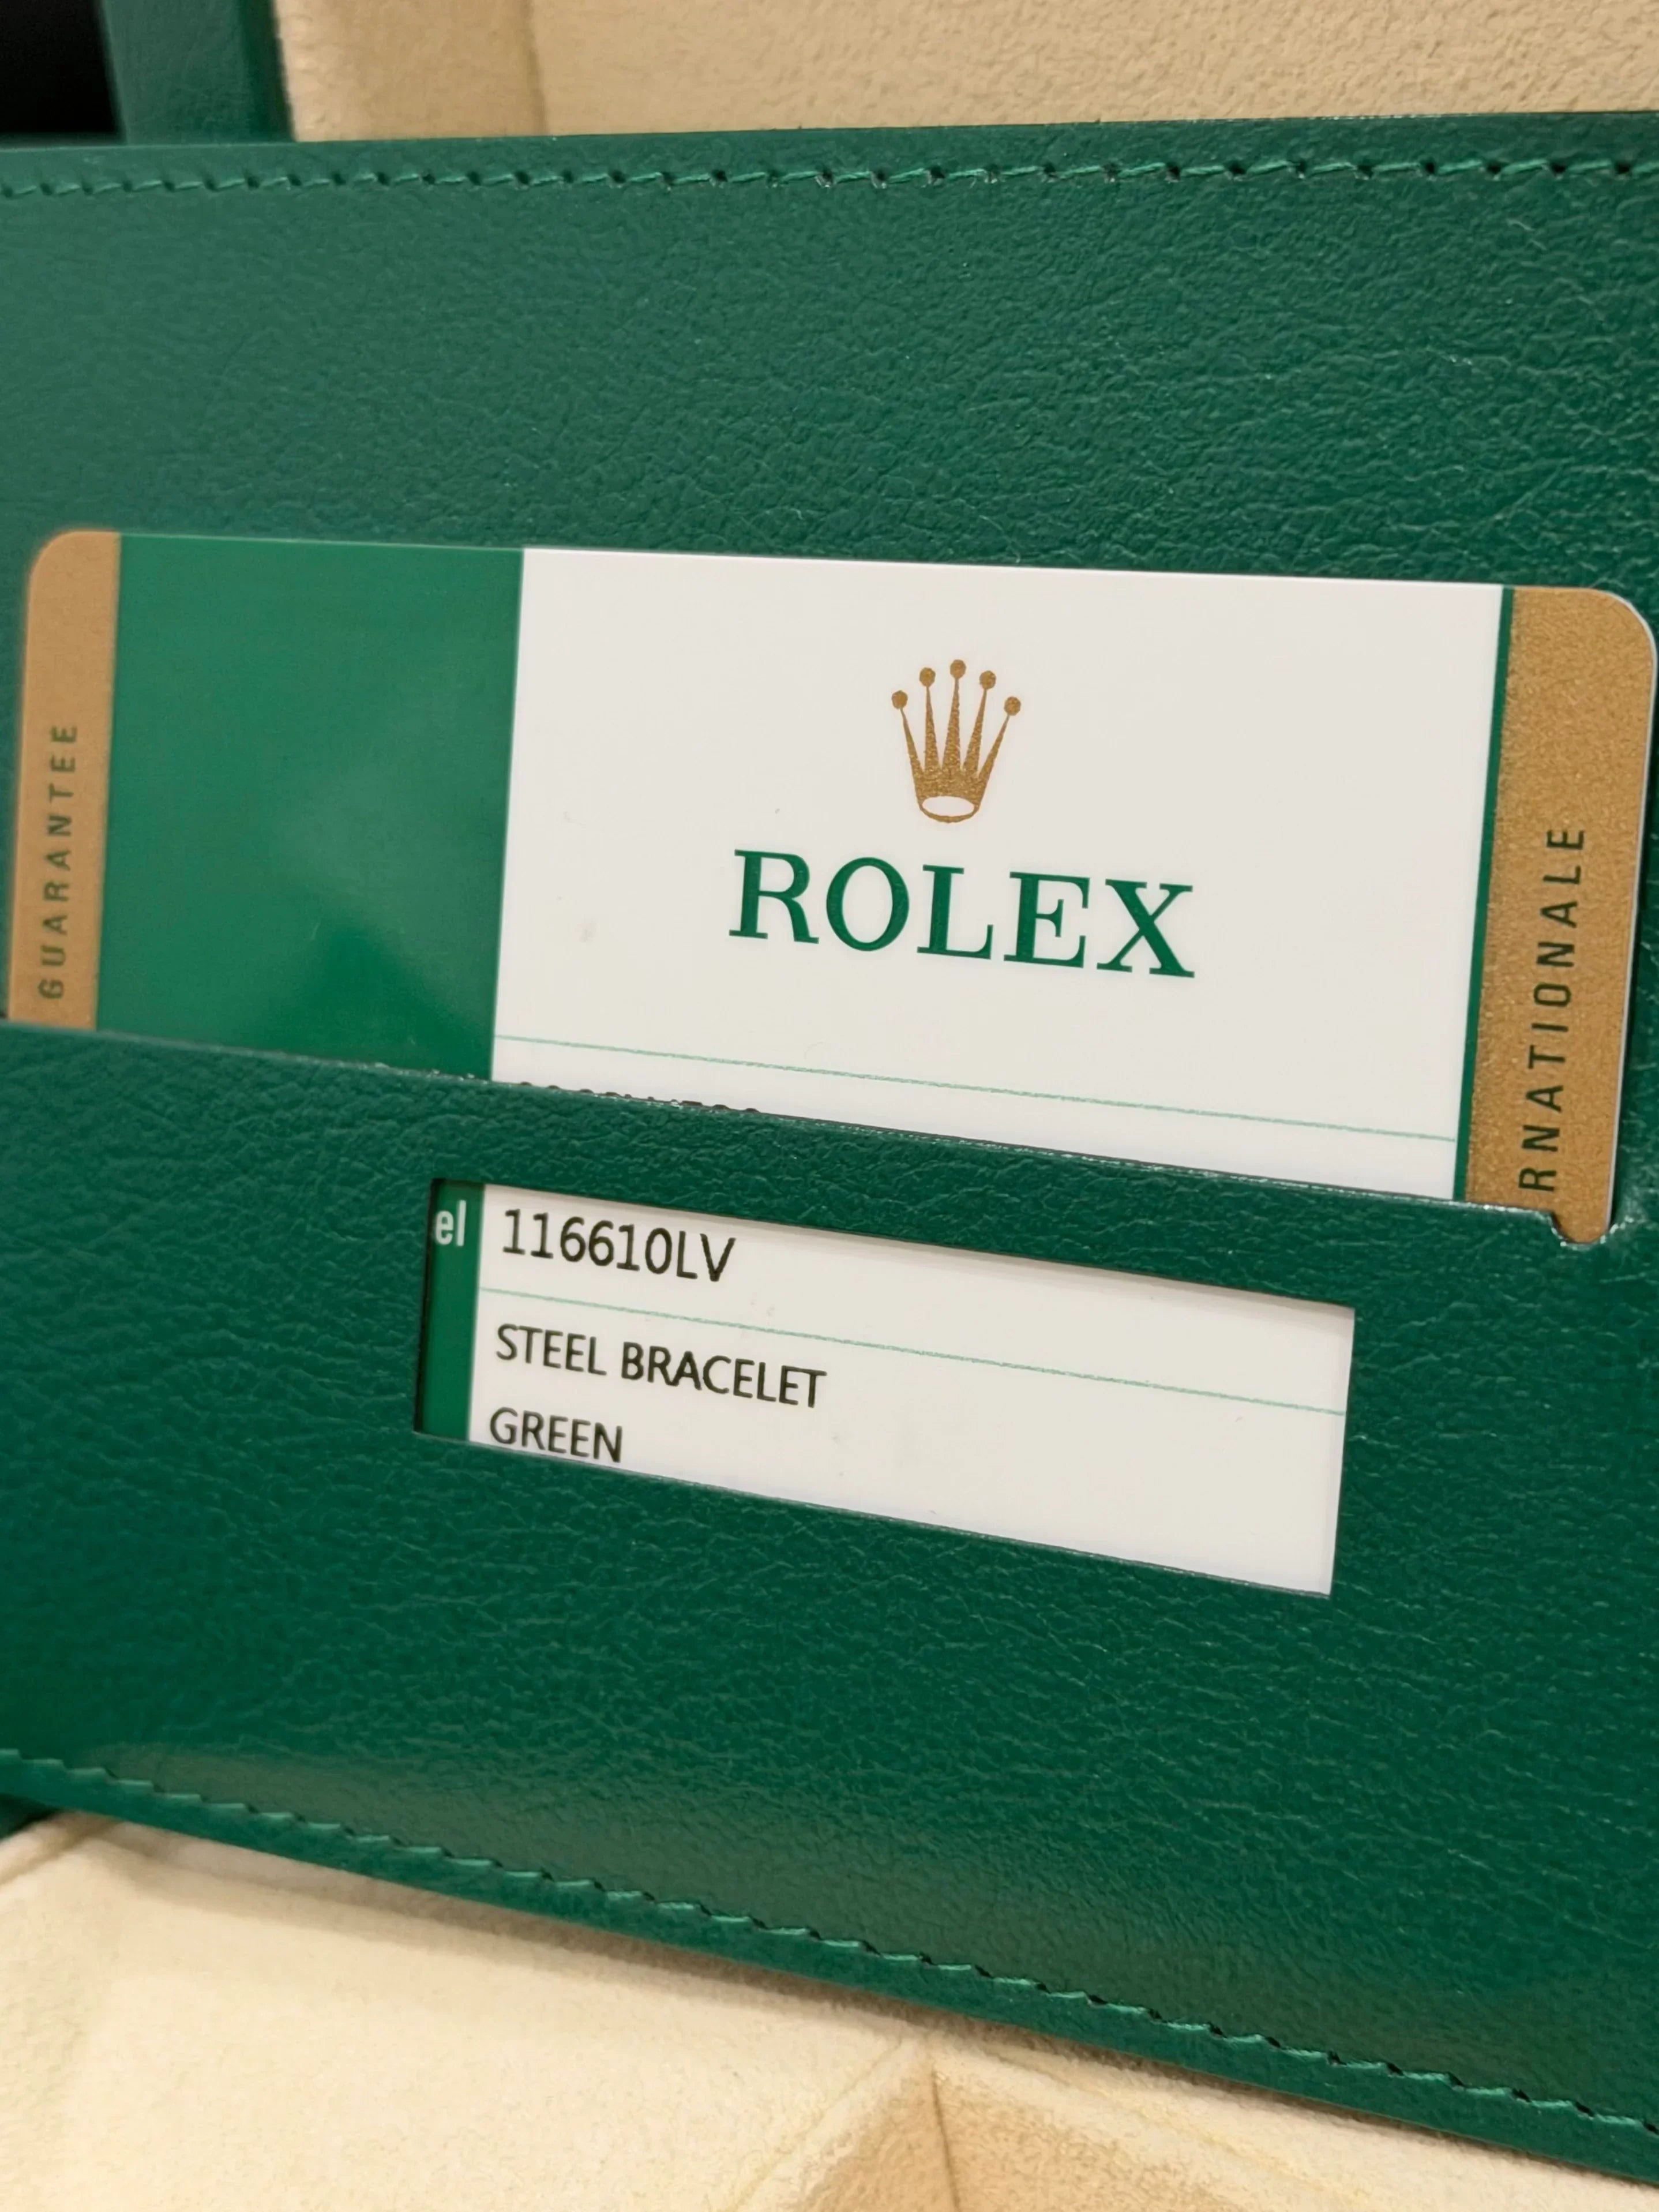 GUARANTEE
ROLEX
RNATIONALE
el 116610LV
STEEL BRACELET
GREEN